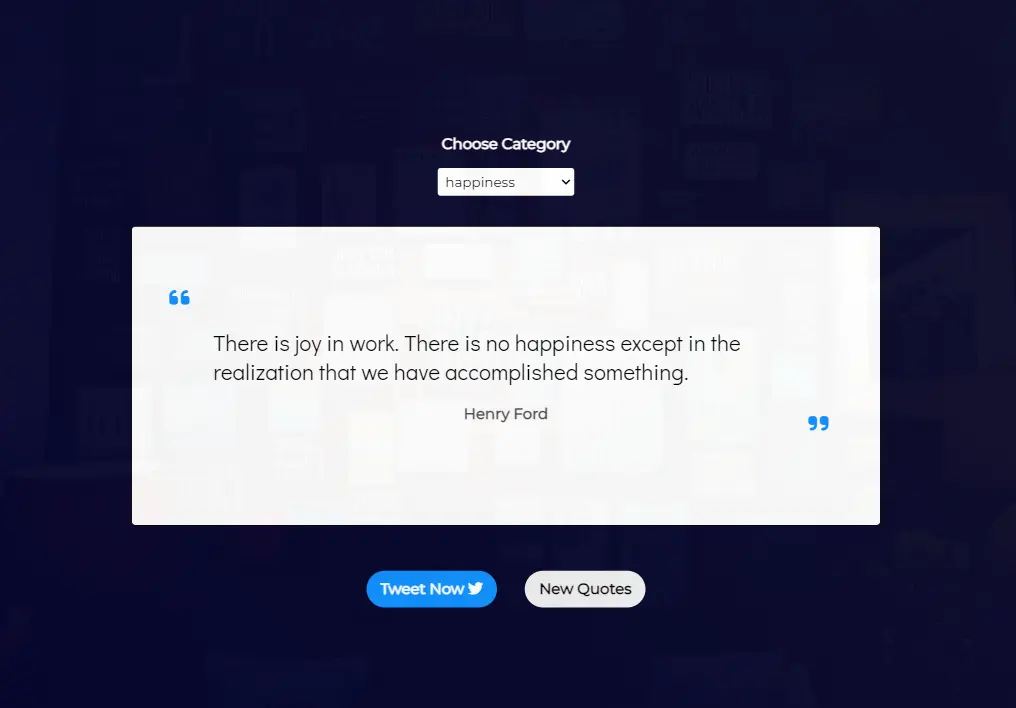 Choose Category
happiness
“
There is joy in work. There is no happiness except in the
realization that we have accomplished something.
Henry Ford
”
Tweet Now
New Quotes